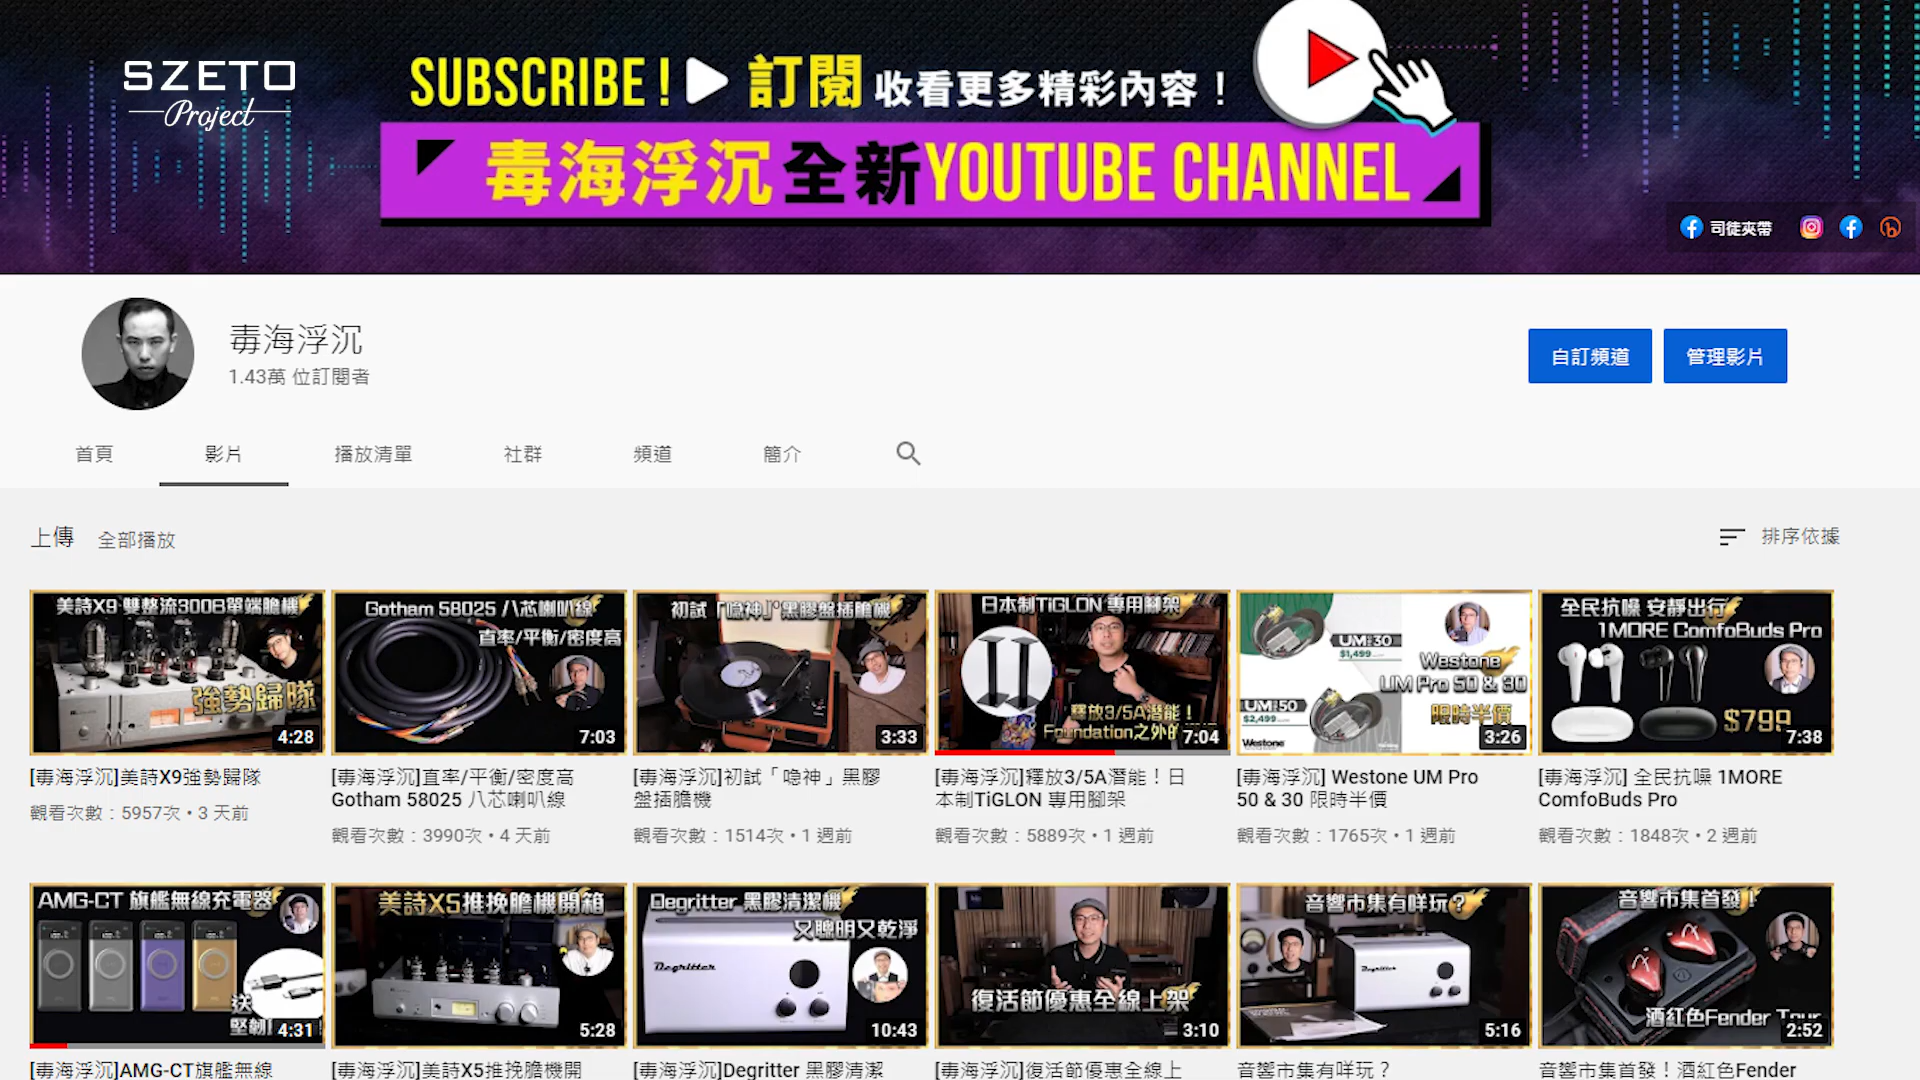 SZETO
Project
SUBSCRIBE! 訂閱 收看更多精彩內容！
毒海浮沉全新YOUTUBE CHANNEL
司徒夾帶
毒海浮沉
1.43萬 位訂閱者
自訂頻道
管理影片
首頁
影片
播放清單
社群
頻道
簡介
上傳
全部播放
排序依據
美詩X9 雙整流300B單端膽機
強勢歸隊
4:28
Gotham 58025 八芯喇叭線
直率/平衡/密度高
7:03
初試「唸神」黑膠盤插膽機
3:33
日本制TiGLON 專用腳架
釋放3/5A潛能！
Foundation之外的
7:04
UM PRO 30
$1,499
Westone
UM Pro 50 & 30
UM PRO 50
$2,499
限時半價
Westone
3:26
全民抗噪 安靜出行
1MORE ComfoBuds Pro
$799
7:38
[毒海浮沉]美詩X9強勢歸隊
觀看次數：5957次 • 3 天前
[毒海浮沉]直率/平衡/密度高
Gotham 58025 八芯喇叭線
觀看次數：3990次 • 4 天前
[毒海浮沉]初試「唸神」黑膠
盤插膽機
觀看次數：1514次 • 1 週前
[毒海浮沉]釋放3/5A潛能！日
本制TiGLON 專用腳架
觀看次數：5889次 • 1 週前
[毒海浮沉] Westone UM Pro
50 & 30 限時半價
觀看次數：1765次 • 1 週前
[毒海浮沉] 全民抗噪 1MORE
ComfoBuds Pro
觀看次數：1848次 • 2 週前
AMG-CT 旗艦無線充電器
送
堅韌
4:31
美詩X5推挽膽機開箱
5:28
Degritter 黑膠清潔機
又聰明又乾淨
Degritter
10:43
復活節優惠全線上架
3:10
音響市集有咩玩？
Degritter
5:16
音響市集首發！
酒紅色Fender Tour
2:52
[毒海浮沉]AMG-CT旗艦無線
[毒海浮沉]美詩X5推挽膽機開
[毒海浮沉]Degritter 黑膠清潔
[毒海浮沉]復活節優惠全線上
音響市集有咩玩？
音響市集首發！酒紅色Fender